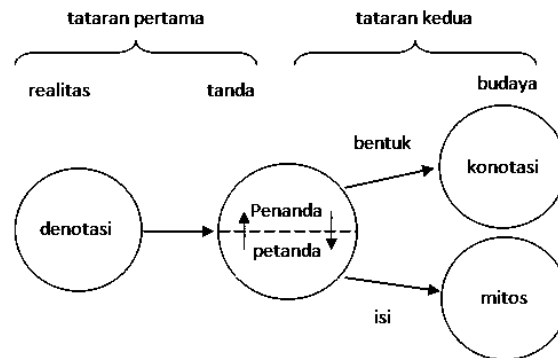 tataran pertama
tataran kedua
realitas
tanda
budaya
bentuk
konotasi
Penanda
denotasi
petanda
mitos
isi